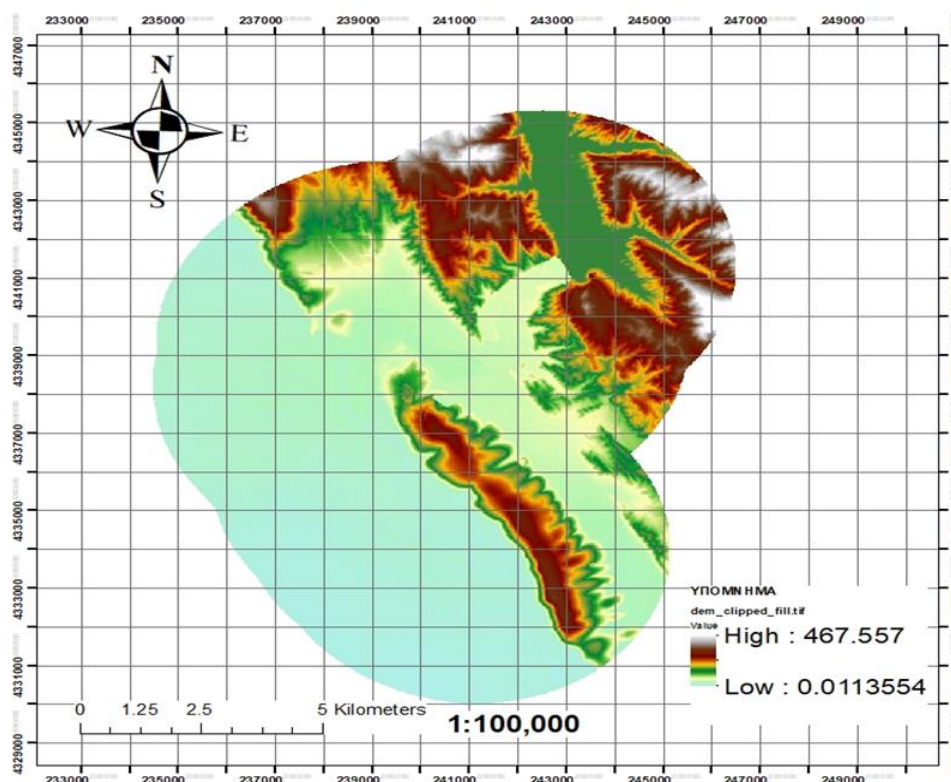 233000 235000 237000 239000 241000 243000 245000 247000 249000
4347000
4345000
4343000
4341000
4339000
4337000
4335000
4333000
4331000
4329000
N
W E
S
ΥΠΟΜΝΗΜΑ
dem_clipped_fill.tif
Value
High : 467.557
Low : 0.0113554
0 1.25 2.5 5 Kilometers
1:100,000
233000 235000 237000 239000 241000 243000 245000 247000 249000